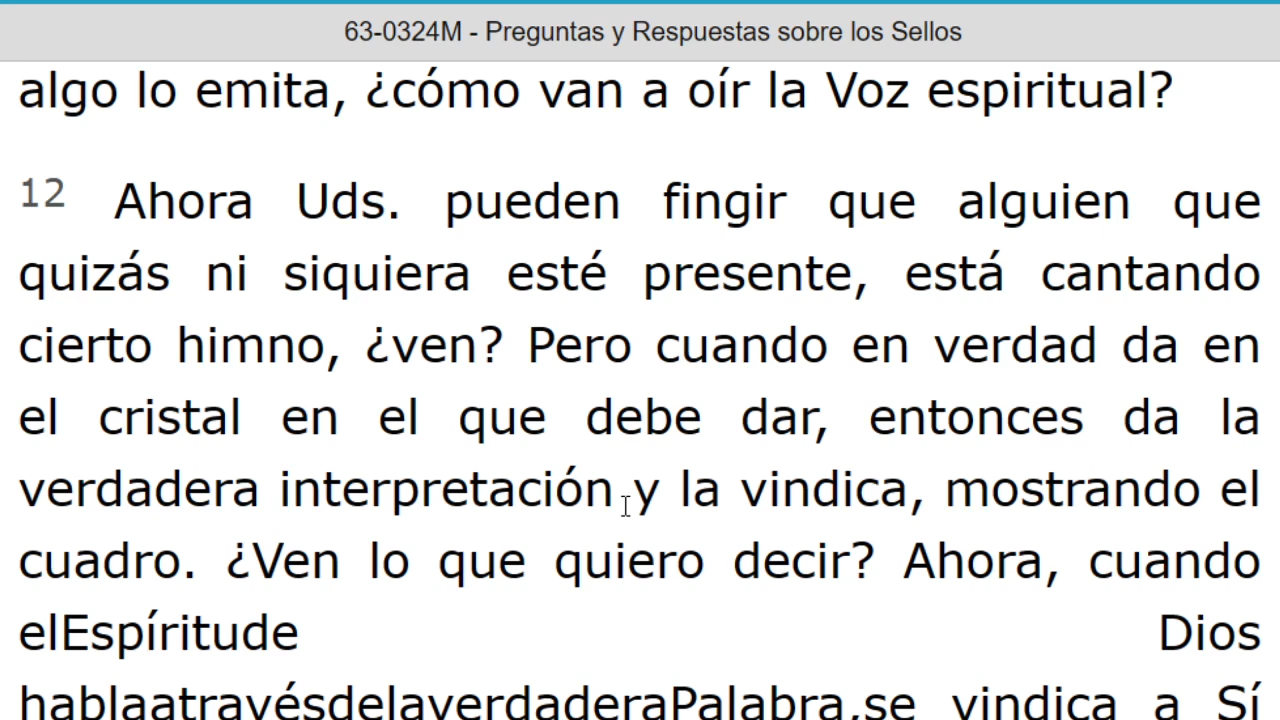 63-0324M - Preguntas y Respuestas sobre los Sellos
algo lo emita, ¿cómo van a oír la Voz espiritual?
12 Ahora Uds. pueden fingir que alguien que
quizás ni siquiera esté presente, está cantando
cierto himno, ¿ven? Pero cuando en verdad da en
el cristal en el que debe dar, entonces da la
verdadera interpretación y la vindica, mostrando el
cuadro. ¿Ven lo que quiero decir? Ahora, cuando
elEspíritude Dios
hablaatravésdelaverdaderaPalabra,se vindica a Sí